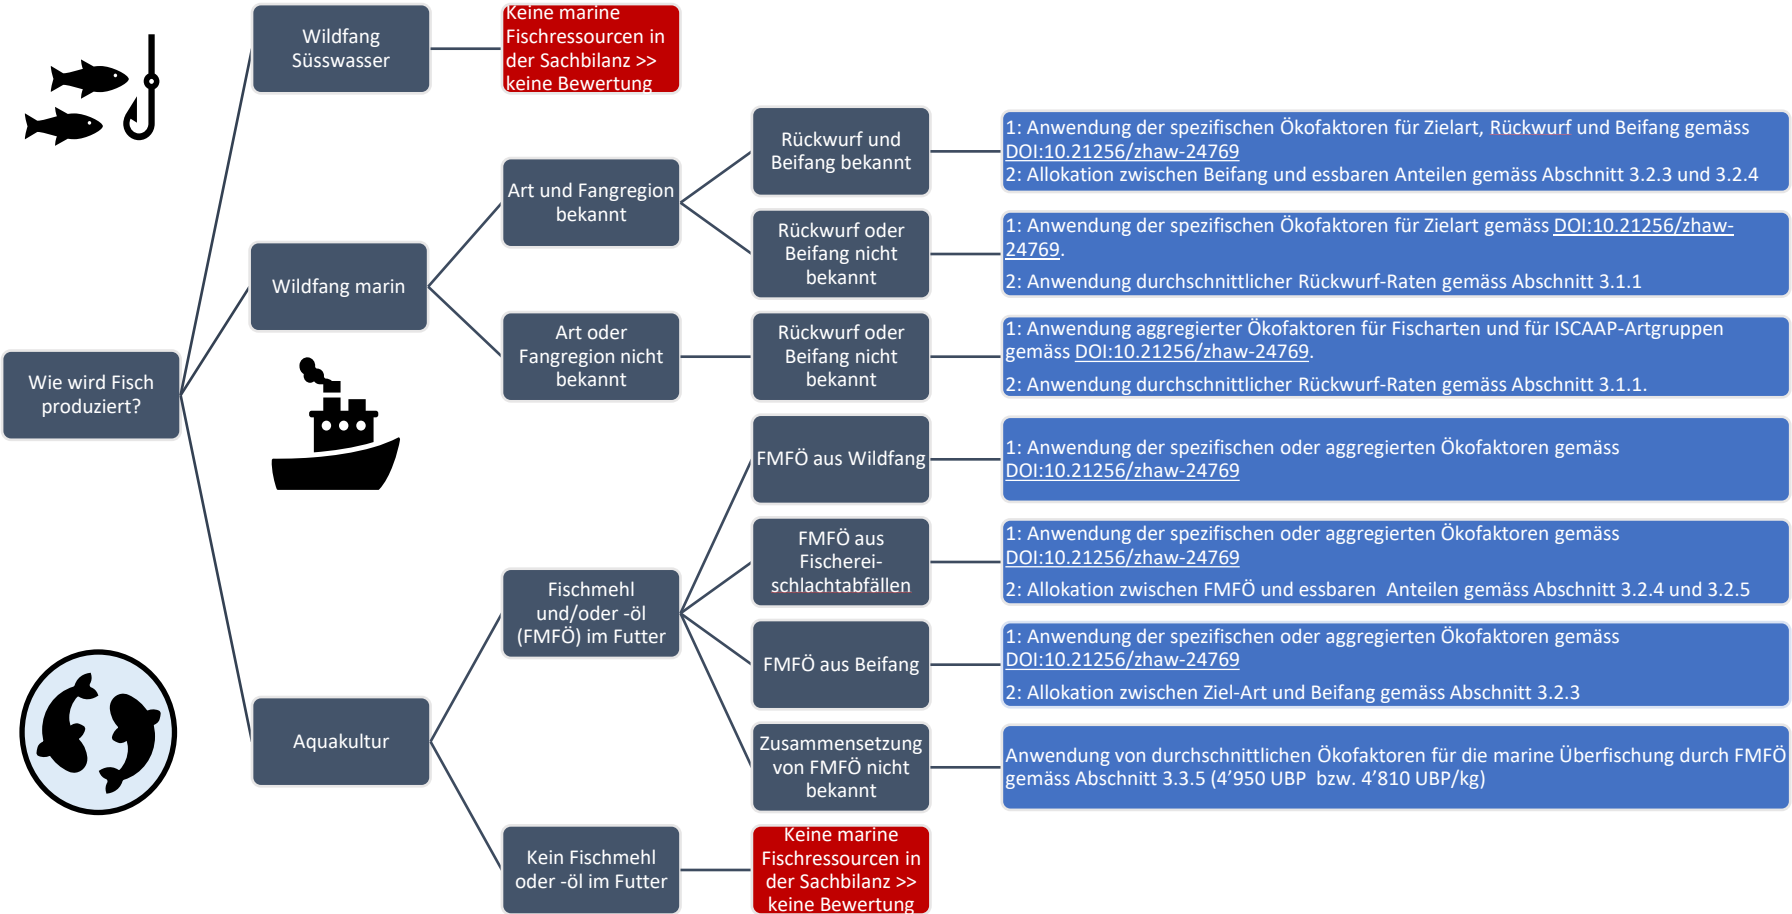 Wie wird Fisch
produziert?
Wildfang
Süsswasser
Keine marine
Fischressourcen in
der Sachbilanz >>
keine Bewertung
Wildfang marin
Art und Fangregion
bekannt
Rückwurf und
Beifang bekannt
1: Anwendung der spezifischen Ökofaktoren für Zielart, Rückwurf und Beifang gemäss
DOI:10.21256/zhaw-24769
2: Allokation zwischen Beifang und essbaren Anteilen gemäss Abschnitt 3.2.3 und 3.2.4
Rückwurf oder
Beifang nicht
bekannt
1: Anwendung der spezifischen Ökofaktoren für Zielart gemäss DOI:10.21256/zhaw-
24769.
2: Anwendung durchschnittlicher Rückwurf-Raten gemäss Abschnitt 3.1.1
Art oder
Fangregion nicht
bekannt
Rückwurf oder
Beifang nicht
bekannt
1: Anwendung aggregierter Ökofaktoren für Fischarten und für ISCAAP-Artgruppen
gemäss DOI:10.21256/zhaw-24769.
2: Anwendung durchschnittlicher Rückwurf-Raten gemäss Abschnitt 3.1.1.
Aquakultur
Fischmehl
und/oder -öl
(FMFÖ) im Futter
FMFÖ aus Wildfang
1: Anwendung der spezifischen oder aggregierten Ökofaktoren gemäss
DOI:10.21256/zhaw-24769
FMFÖ aus
Fischerei-
schlachtabfällen
1: Anwendung der spezifischen oder aggregierten Ökofaktoren gemäss
DOI:10.21256/zhaw-24769
2: Allokation zwischen FMFÖ und essbaren Anteilen gemäss Abschnitt 3.2.4 und 3.2.5
FMFÖ aus Beifang
1: Anwendung der spezifischen oder aggregierten Ökofaktoren gemäss
DOI:10.21256/zhaw-24769
2: Allokation zwischen Ziel-Art und Beifang gemäss Abschnitt 3.2.3
Zusammensetzung
von FMFÖ nicht
bekannt
Anwendung von durchschnittlichen Ökofaktoren für die marine Überfischung durch FMFÖ
gemäss Abschnitt 3.3.5 (4’950 UBP bzw. 4’810 UBP/kg)
Kein Fischmehl
oder -öl im Futter
Keine marine
Fischressourcen in
der Sachbilanz >>
keine Bewertung